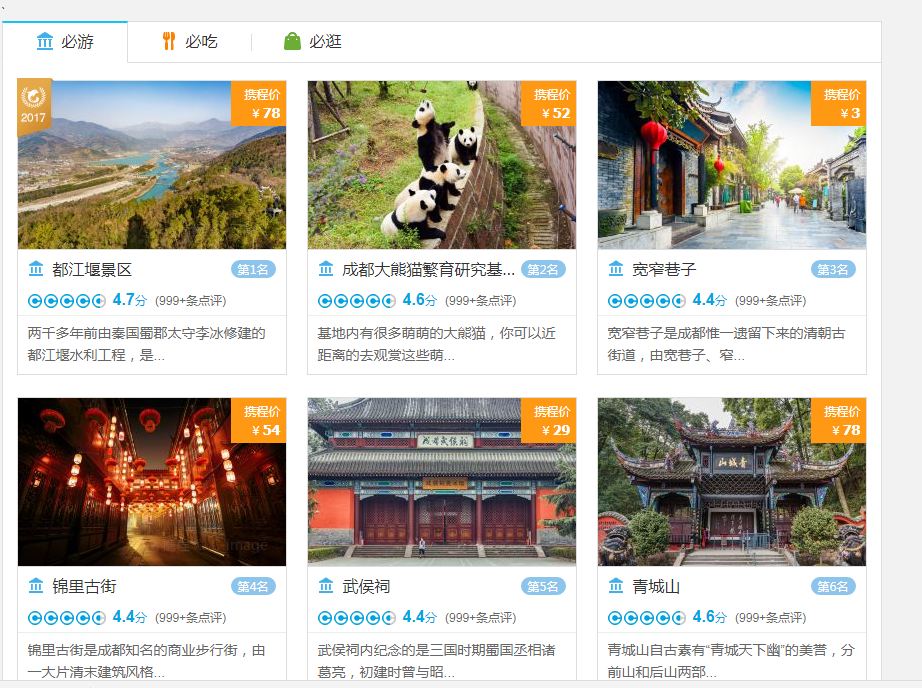 、
必游 必吃 必逛
2017
携程价
¥ 78
携程价
¥ 52
携程价
¥ 3
都江堰景区 第1名
4.7分 (999+条点评)
两千多年前由秦国蜀郡太守李冰修建的
都江堰水利工程，是...
成都大熊猫繁育研究基... 第2名
4.6分 (999+条点评)
基地内有很多萌萌的大熊猫，你可以近
距离的去观赏这些萌...
宽窄巷子 第3名
4.4分 (999+条点评)
宽窄巷子是成都惟一遗留下来的清朝古
街道，由宽巷子、窄...
携程价
¥ 54
携程价
¥ 29
成都武侯祠
携程价
¥ 78
青城山
锦里古街 第4名
4.4分 (999+条点评)
锦里古街是成都知名的商业步行街，由
一大片清末建筑风格...
武侯祠 第5名
4.4分 (999+条点评)
武侯祠内纪念的是三国时期蜀国丞相诸
葛亮，初建时曾与昭...
青城山 第6名
4.6分 (999+条点评)
青城山自古素有“青城天下幽”的美誉，分
前山和后山两部...